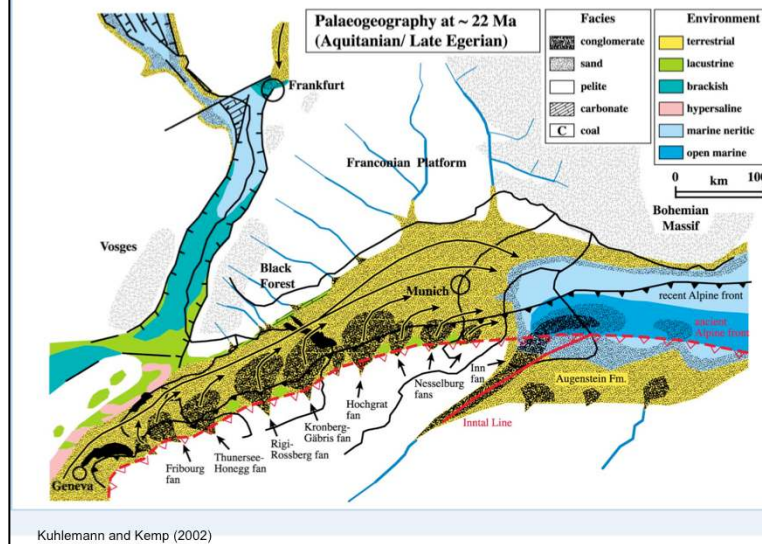 Palaeogeography at ~ 22 Ma
(Aquitanian/ Late Egerian)
Facies
conglomerate
sand
pelite
carbonate
C coal
Environment
terrestrial
lacustrine
brackish
hypersaline
marine neritic
open marine
0 100
km
Frankfurt
Franconian Platform
Bohemian
Massif
Vosges
Black
Forest
Munich
recent Alpine front
ancient
Alpine front
Inn
fan
Nesselburg
fans
Augenstein Fm.
Hochgrat
fan
Inntal Line
Kronberg-
Gäbris fan
Rigi-
Rossberg fan
Thunersee-
Honegg fan
Fribourg
fan
Geneva
Kuhlemann and Kemp (2002)